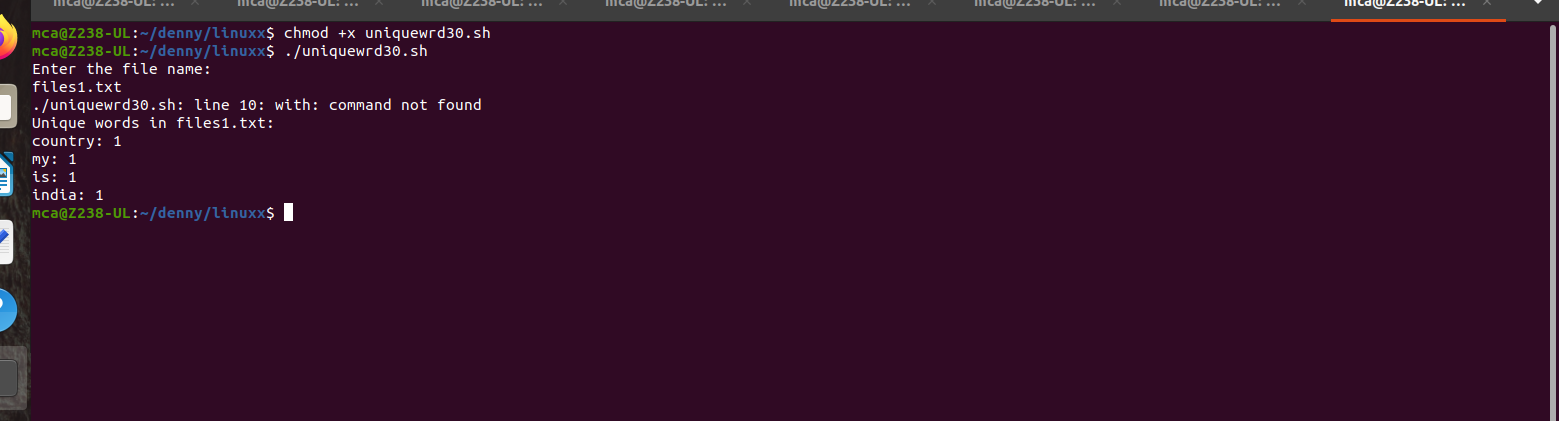 mca@Z238-UL: ~... × mca@Z238-UL: ~... × mca@Z238-UL: ~... × mca@Z238-UL: ~... × mca@Z238-UL: ~... × mca@Z238-UL: ~... × mca@Z238-UL: ~... × mca@Z238-UL: ~... ×
mca@Z238-UL:~/denny/linuxx$ chmod +x uniquewrd30.sh
mca@Z238-UL:~/denny/linuxx$ ./uniquewrd30.sh
Enter the file name:
files1.txt
./uniquewrd30.sh: line 10: with: command not found
Unique words in files1.txt:
country: 1
my: 1
is: 1
india: 1
mca@Z238-UL:~/denny/linuxx$